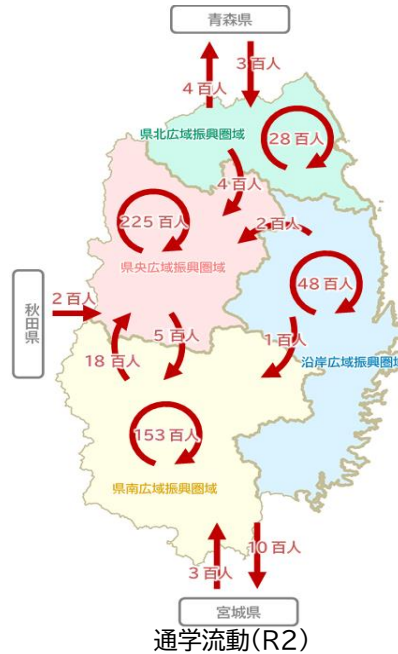 青森県
3百人
4百人
県北広域振興圏域
28百人
4百人
2百人
225百人
県央広域振興圏域
48百人
秋田県
2百人
5百人
1百人
18百人
沿岸広域振興圏域
153百人
県南広域振興圏域
10百人
3百人
宮城県
通学流動(R2)